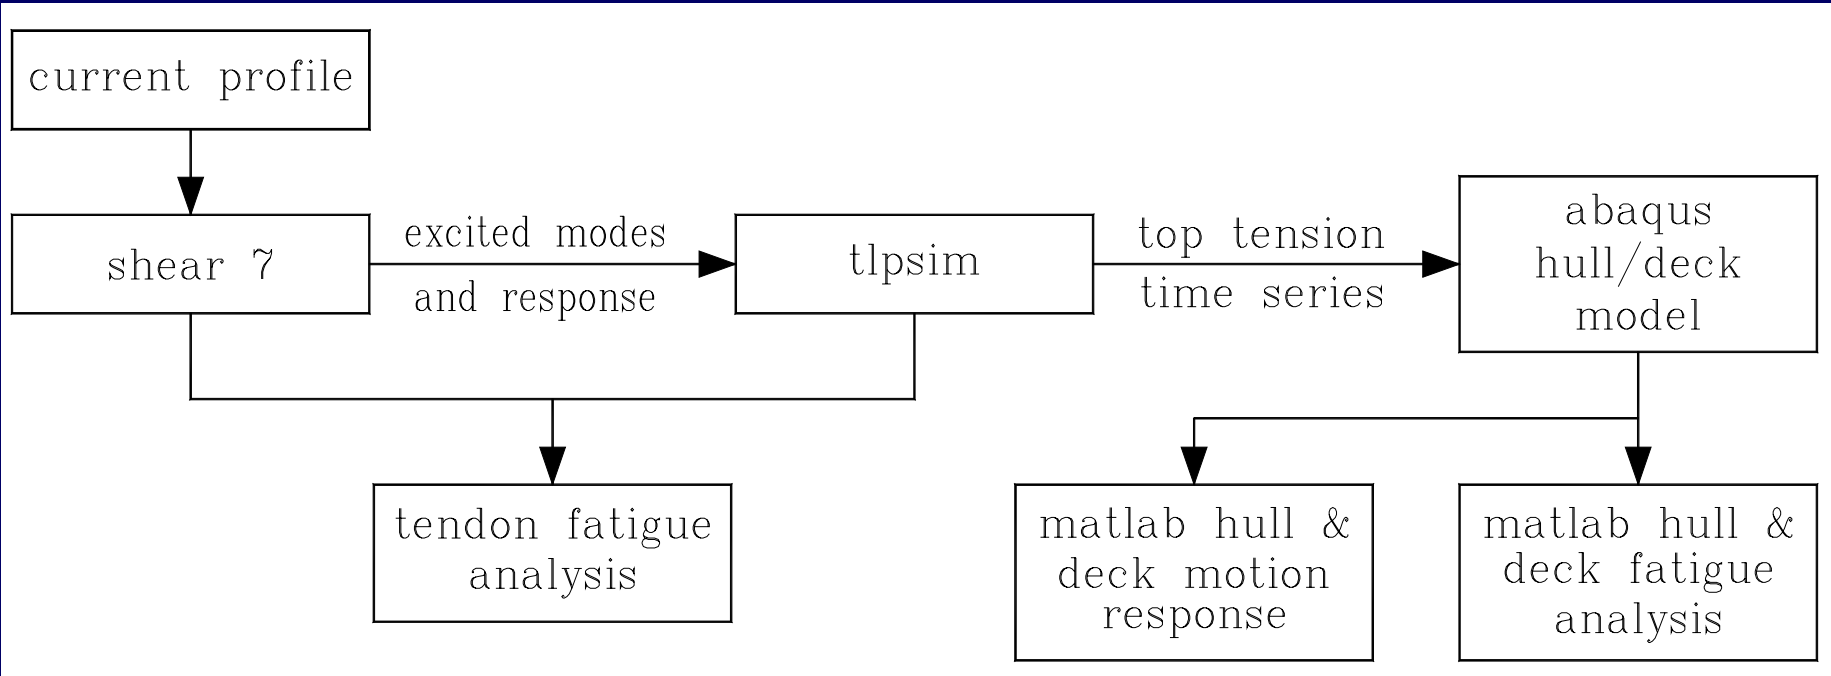 current profile
shear 7
excited modes
and response
tlpsim
top tension
time series
abaqus
hull/deck
model
tendon fatigue
analysis
matlab hull &
deck motion
response
matlab hull &
deck fatigue
analysis